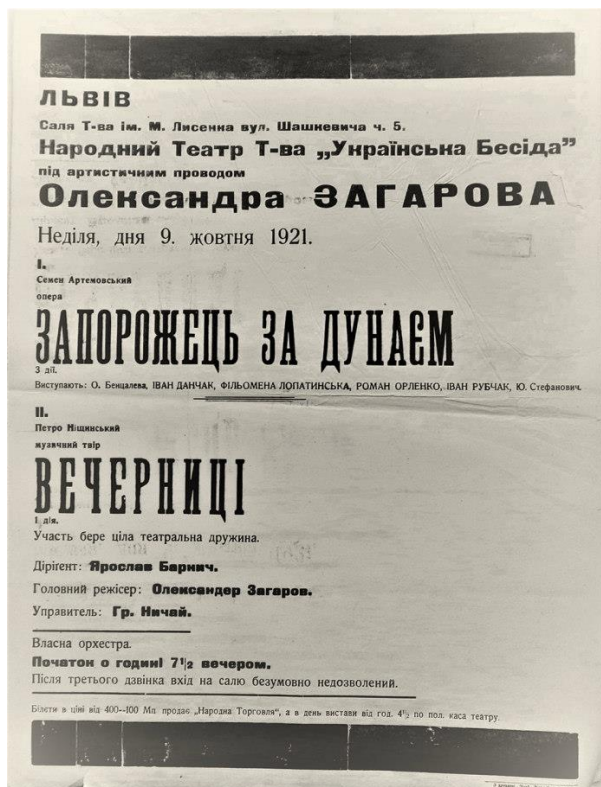 ЛЬВІВ
Саля Т-ва ім. М. Лисенка вул. Шашкевича ч. 5.
Народний Театр Т-ва „Українська Бесіда”
під артистичним проводом
Олександра ЗАГАРОВА
Неділя, дня 9. жовтня 1921.
I.
Семен Артемовський
опера
ЗАПОРОЖЕЦЬ ЗА ДУНАЄМ
3 дії.
Виступають: О. Бенцалева, ІВАН ДАНЧАК, ФІЛЬОМЕНА ЛОПАТИНСЬКА, РОМАН ОРЛЕНКО, ІВАН РУБЧАК, Ю. Стефанович.
II.
Петро Ніщинський
музичний твір
ВЕЧЕРНИЦІ
1 дія.
Участь бере ціла театральна дружина.
Діріґент: Ярослав Барнич.
Головний режісер: Олександер Загаров.
Управитель: Гр. Ничай.
Власна орхестра.
Початок о годині 7½ вечером.
Після третього дзвінка вхід на салю безумовно недозволений.
Білєти в ціні від 400—100 Мп. продає „Народна Торговля”, а в день вистави від год. 4½ по пол. каса театру.